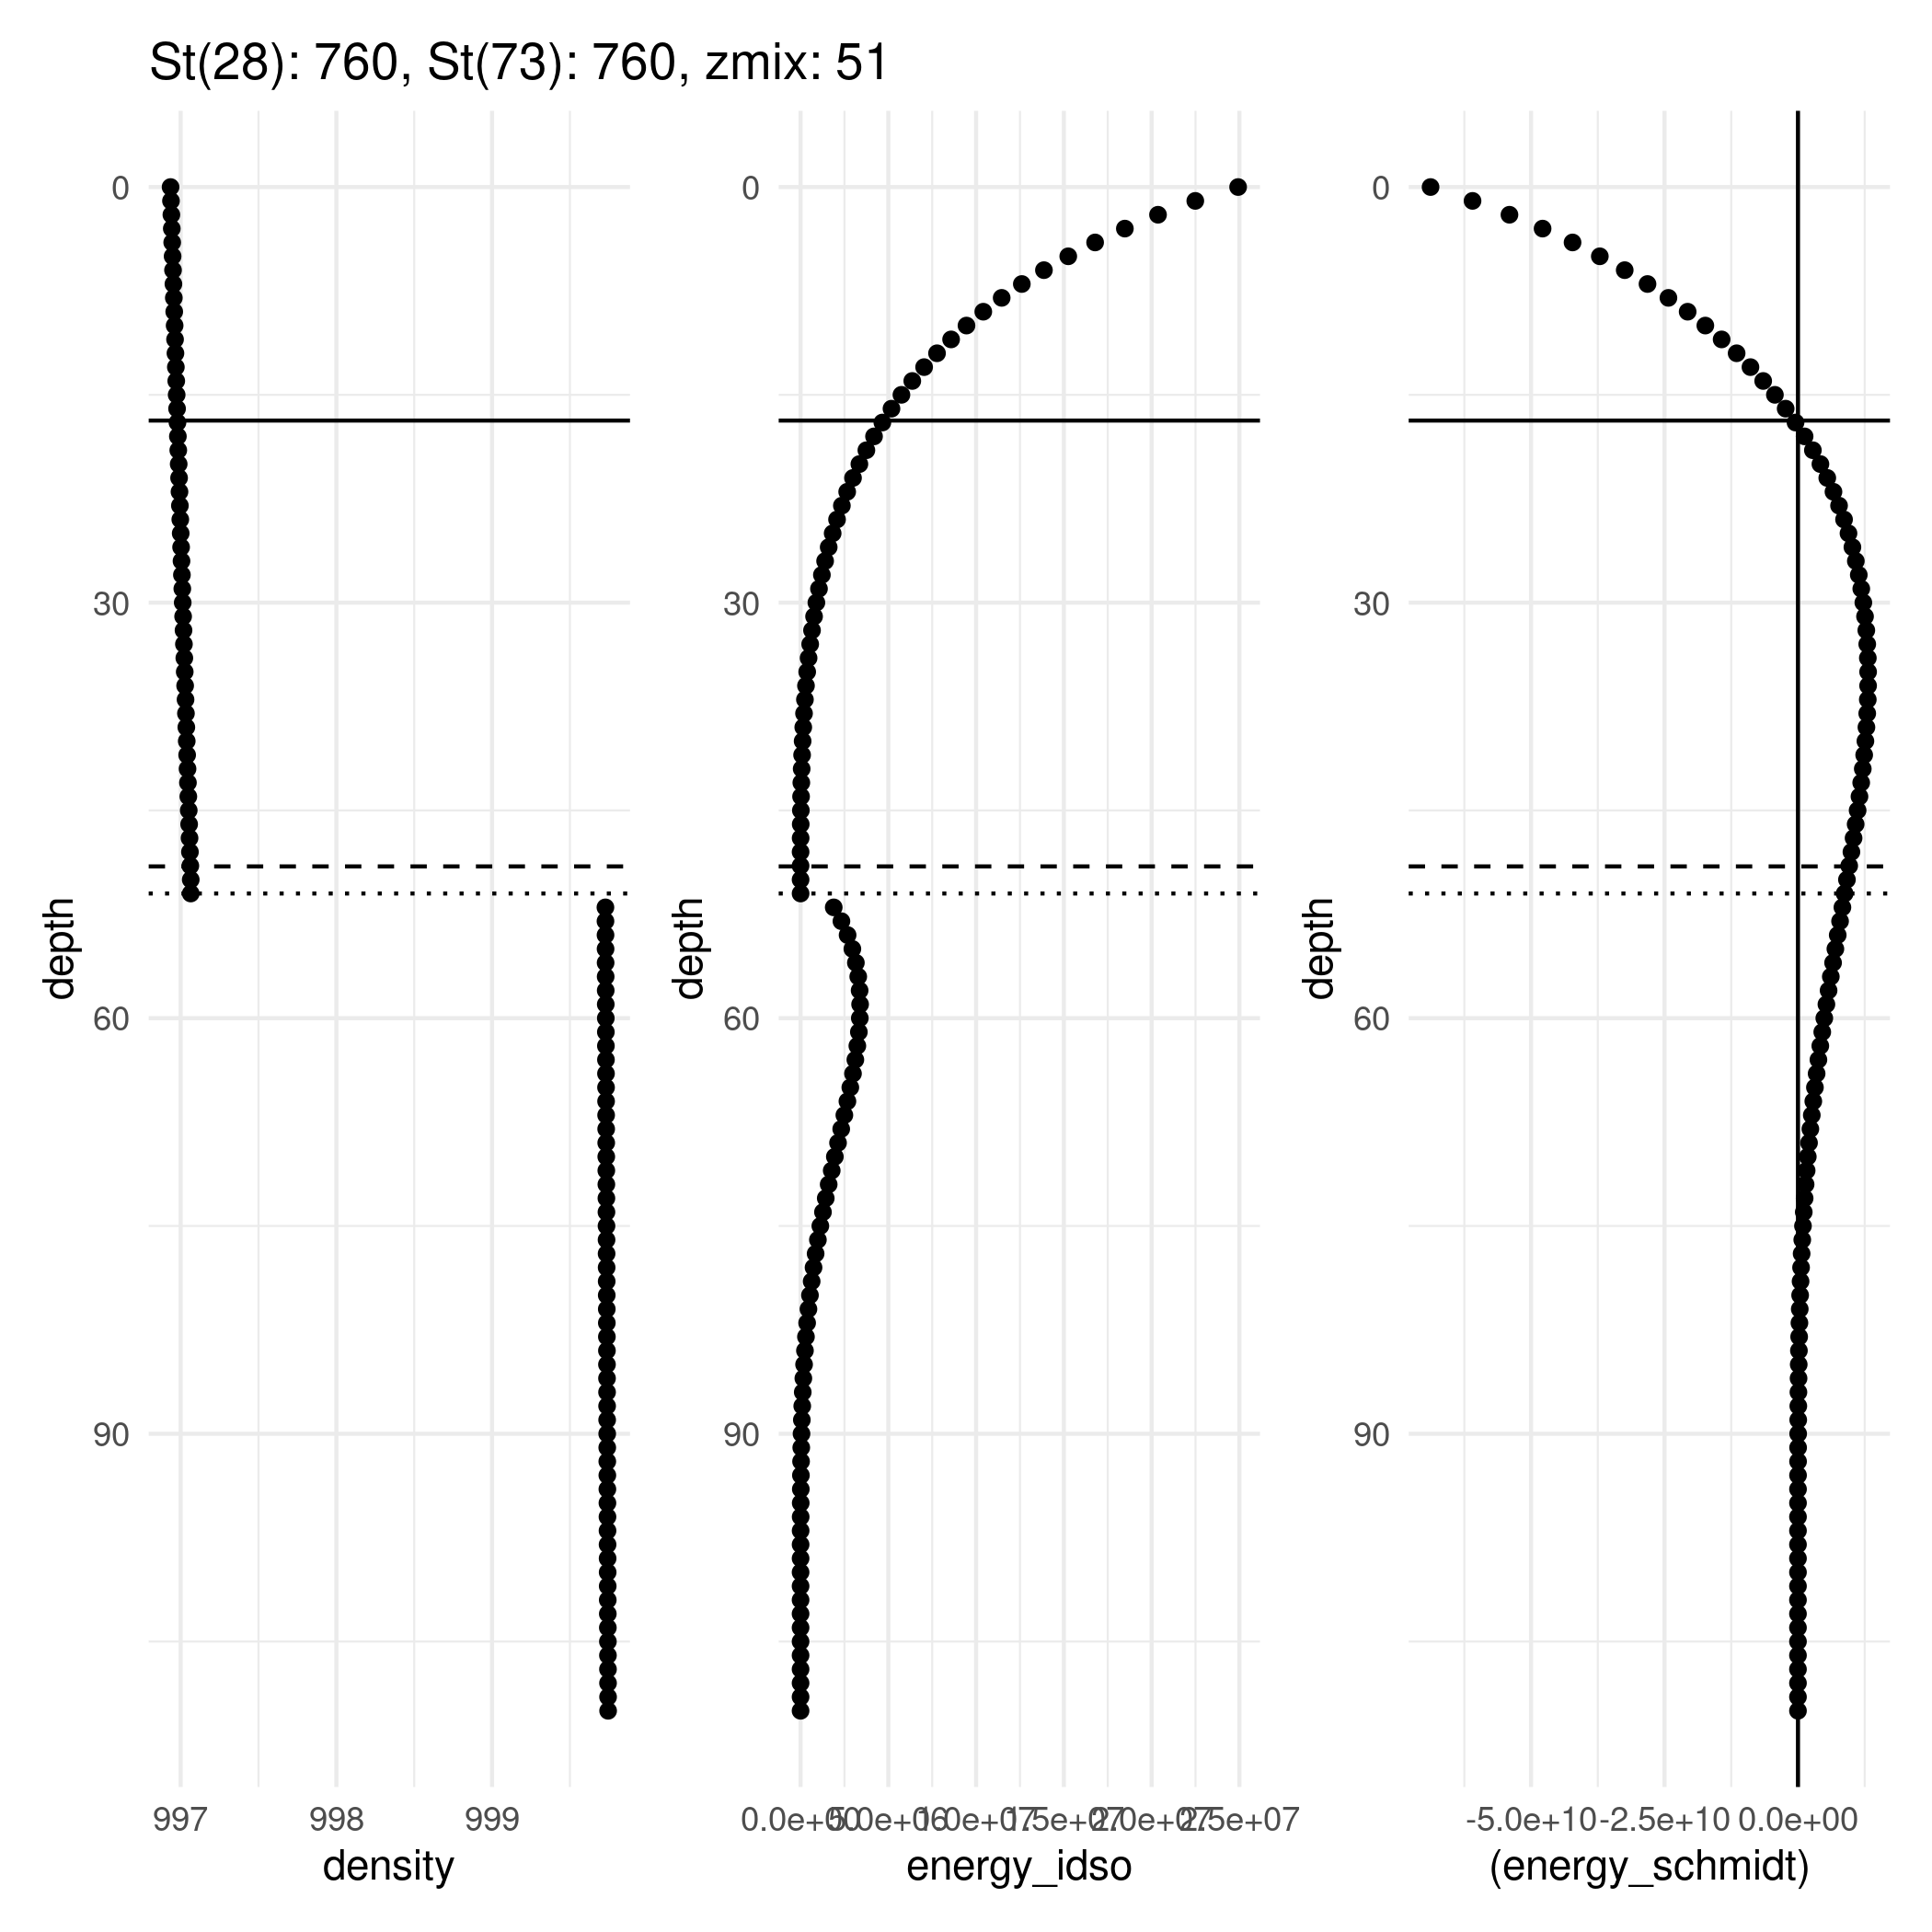 St(28): 760, St(73): 760, zmix: 51
0
30
60
90
depth
997 998 999
density
0
30
60
90
depth
0.0e+00 5.0e+06 1.0e+07 1.5e+07 2.0e+07 2.5e+07
energy_idso
0
30
60
90
depth
-5.0e+10 -2.5e+10 0.0e+00
(energy_schmidt)